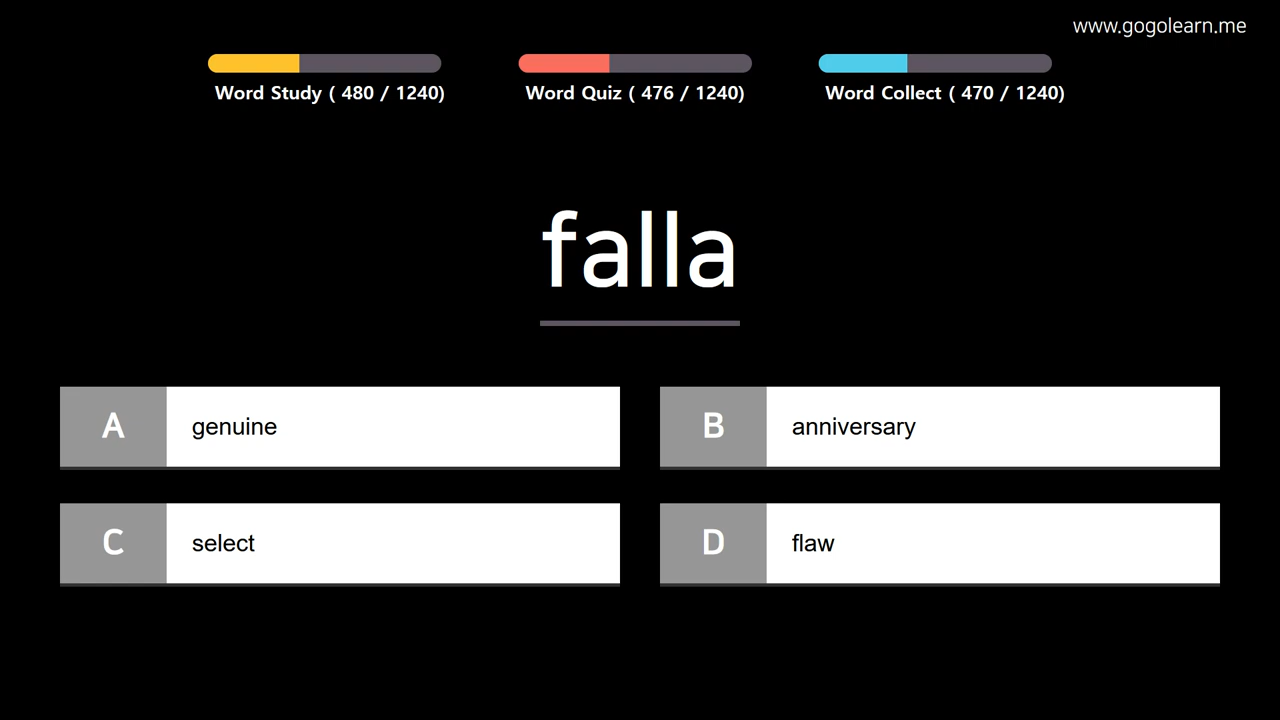 www.gogolearn.me
Word Study ( 480 / 1240)
Word Quiz ( 476 / 1240)
Word Collect ( 470 / 1240)
falla
A genuine
B anniversary
C select
D flaw